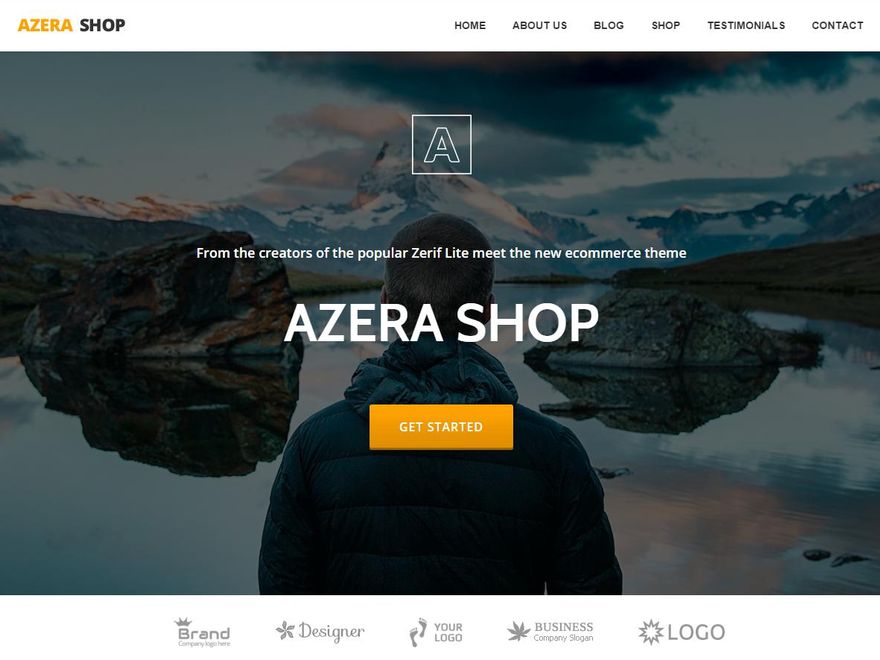 AZERA SHOP
HOME ABOUT US BLOG SHOP TESTIMONIALS CONTACT
A
From the creators of the popular Zerif Lite meet the new ecommerce theme
AZERA SHOP
GET STARTED
Brand
Company logo here
Designer
YOUR
LOGO
BUSINESS
Company Slogan
LOGO